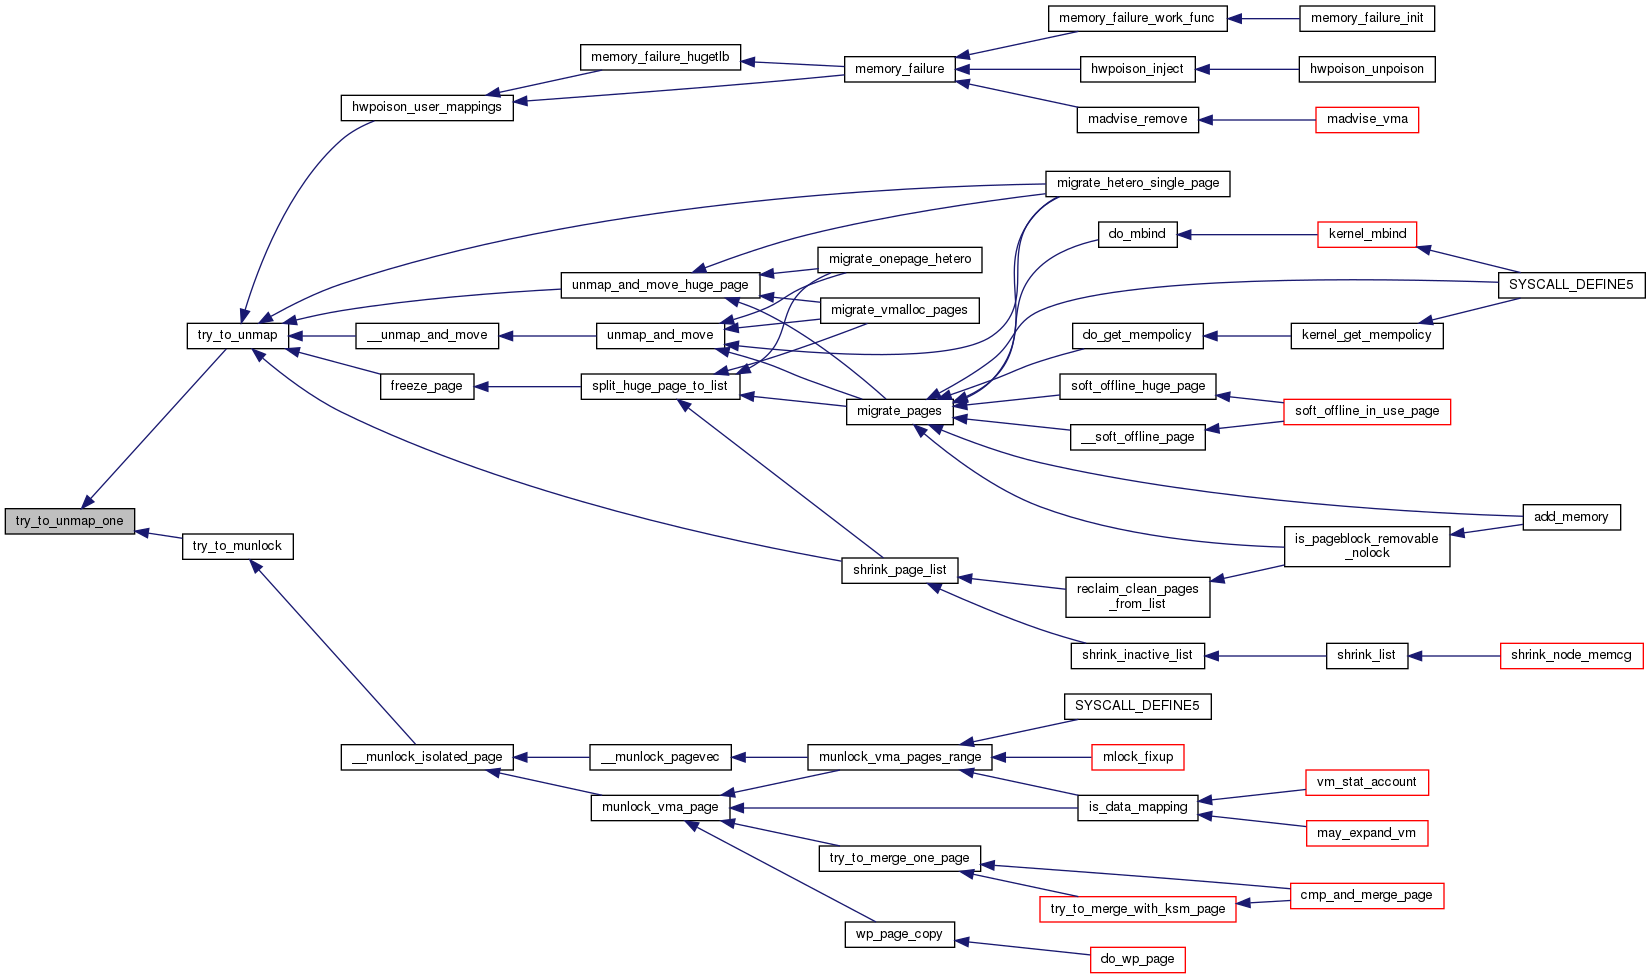 memory_failure_work_func
memory_failure_init
memory_failure_hugetlb
memory_failure
hwpoison_inject
hwpoison_unpoison
hwpoison_user_mappings
madvise_remove
madvise_vma
migrate_hetero_single_page
do_mbind
kernel_mbind
migrate_onepage_hetero
unmap_and_move_huge_page
SYSCALL_DEFINE5
migrate_vmalloc_pages
try_to_unmap
__unmap_and_move
unmap_and_move
do_get_mempolicy
kernel_get_mempolicy
freeze_page
split_huge_page_to_list
soft_offline_huge_page
migrate_pages
soft_offline_in_use_page
__soft_offline_page
try_to_unmap_one
add_memory
try_to_munlock
is_pageblock_removable
_nolock
shrink_page_list
reclaim_clean_pages
_from_list
shrink_inactive_list
shrink_list
shrink_node_memcg
SYSCALL_DEFINE5
__munlock_isolated_page
__munlock_pagevec
munlock_vma_pages_range
mlock_fixup
vm_stat_account
munlock_vma_page
is_data_mapping
may_expand_vm
try_to_merge_one_page
cmp_and_merge_page
try_to_merge_with_ksm_page
wp_page_copy
do_wp_page